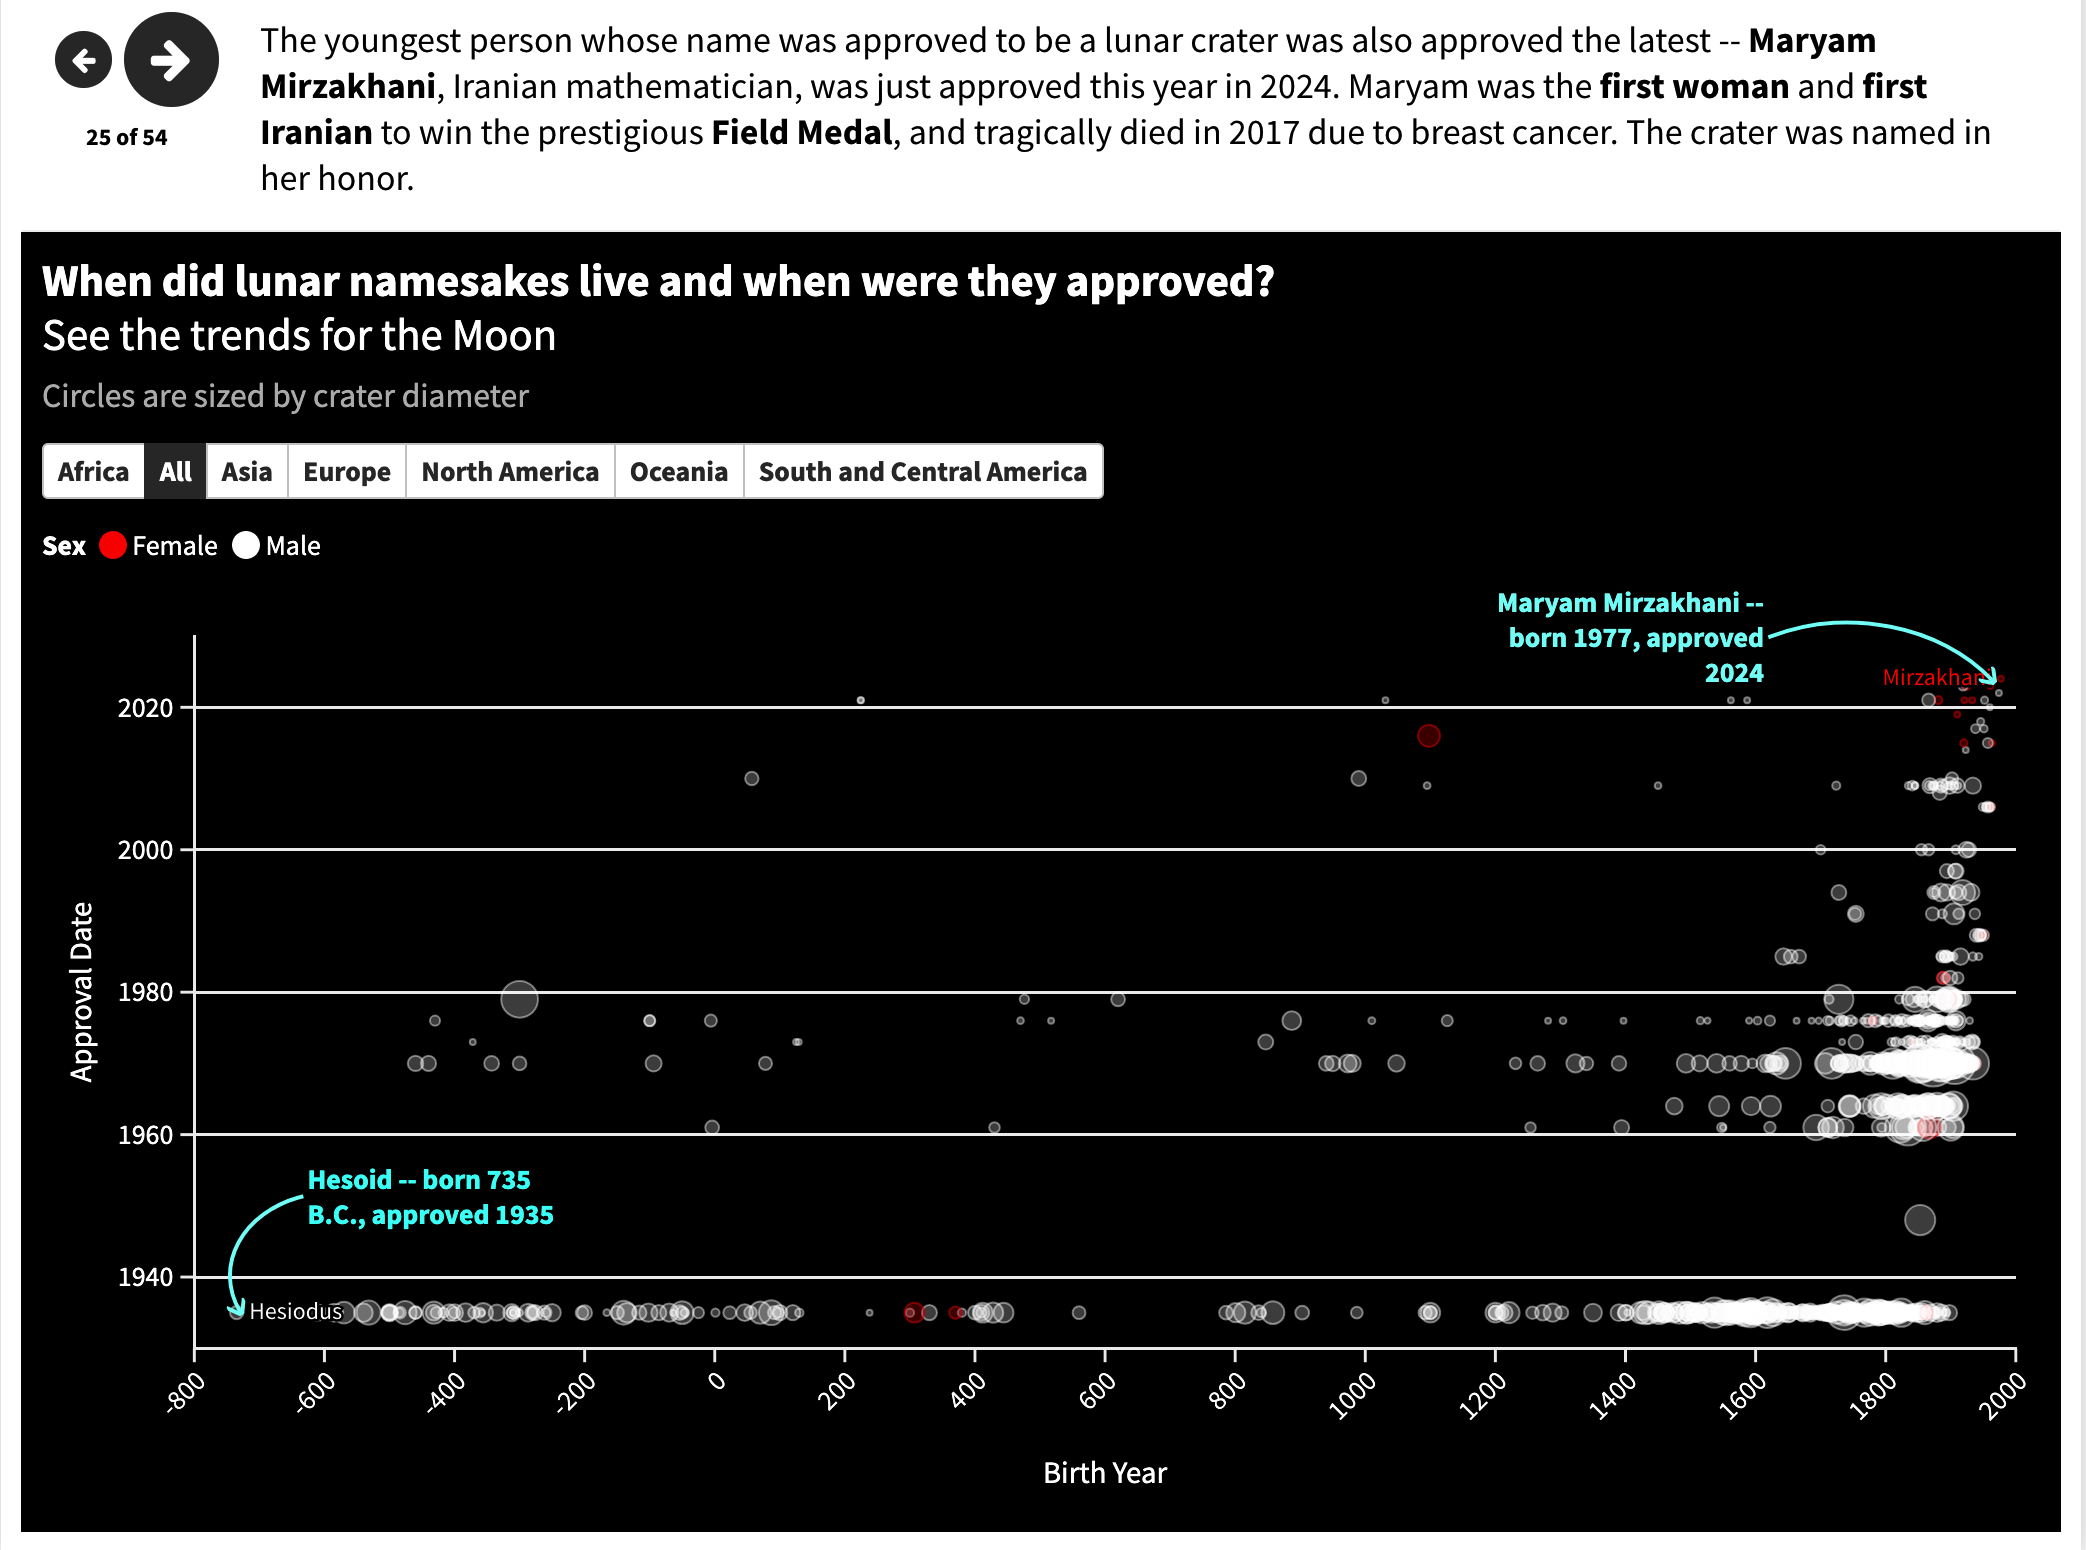 The youngest person whose name was approved to be a lunar crater was also approved the latest -- Maryam
Mirzakhani, Iranian mathematician, was just approved this year in 2024. Maryam was the first woman and first
Iranian to win the prestigious Field Medal, and tragically died in 2017 due to breast cancer. The crater was named in
her honor.
25 of 54
When did lunar namesakes live and when were they approved?
See the trends for the Moon
Circles are sized by crater diameter
Africa All Asia Europe North America Oceania South and Central America
Sex Female Male
Maryam Mirzakhani --
born 1977, approved
2024
Mirzakhani
2020
2000
1980
1960
1940
Approval Date
Hesoid -- born 735
B.C., approved 1935
Hesiodus
-800 -600 -400 -200 0 200 400 600 800 1000 1200 1400 1600 1800 2000
Birth Year